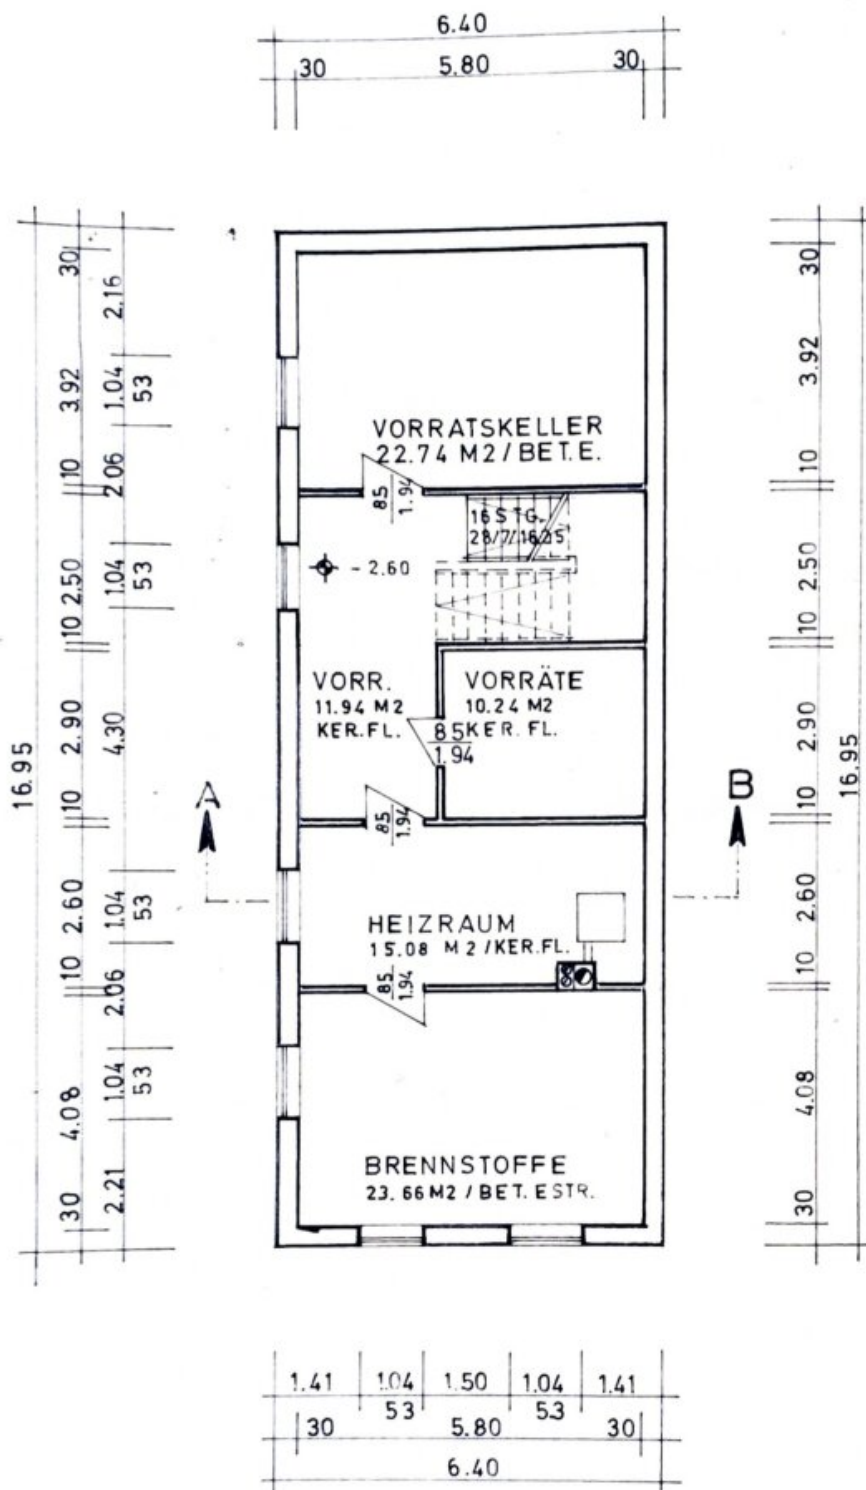 6.40
30 5.80 30
16.95
30
3.92
10
2.50
10
2.90
10
2.60
10
4.08
30
2.16
1.04
53
2.06
1.04
53
4.30
1.04
53
2.06
1.04
53
2.21
VORRATSKELLER
22.74 M2 / BET.E.
85
1.94
16 STG.
- 2.60
VORR.
11.94 M2
KER.FL.
VORRÄTE
10.24 M2
KER. FL.
85
1.94
85
1.94
A
B
HEIZRAUM
15.08 M2 /KER.FL.
85
1.94
BRENNSTOFFE
23.66 M2 / BET. ESTR.
30
3.92
10
2.50
10
2.90
10
2.60
10
4.08
30
16.95
1.41 1.04 1.50 1.04 1.41
53 53
30 5.80 30
6.40